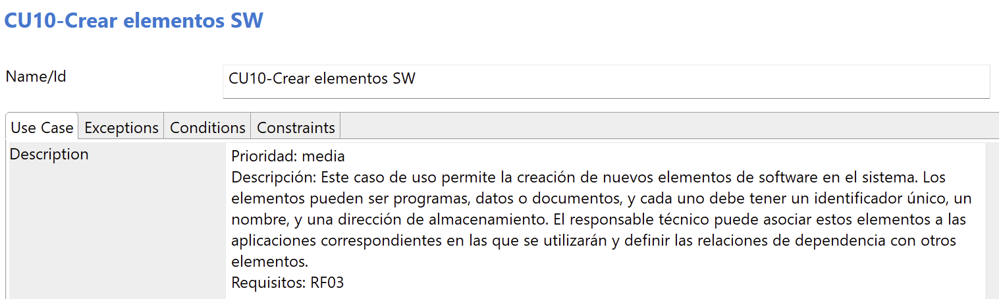 CU10-Crear elementos SW
Name/Id
CU10-Crear elementos SW
Use Case Exceptions Conditions Constraints
Description
Prioridad: media
Descripción: Este caso de uso permite la creación de nuevos elementos de software en el sistema. Los
elementos pueden ser programas, datos o documentos, y cada uno debe tener un identificador único, un
nombre, y una dirección de almacenamiento. El responsable técnico puede asociar estos elementos a las
aplicaciones correspondientes en las que se utilizarán y definir las relaciones de dependencia con otros
elementos.
Requisitos: RF03